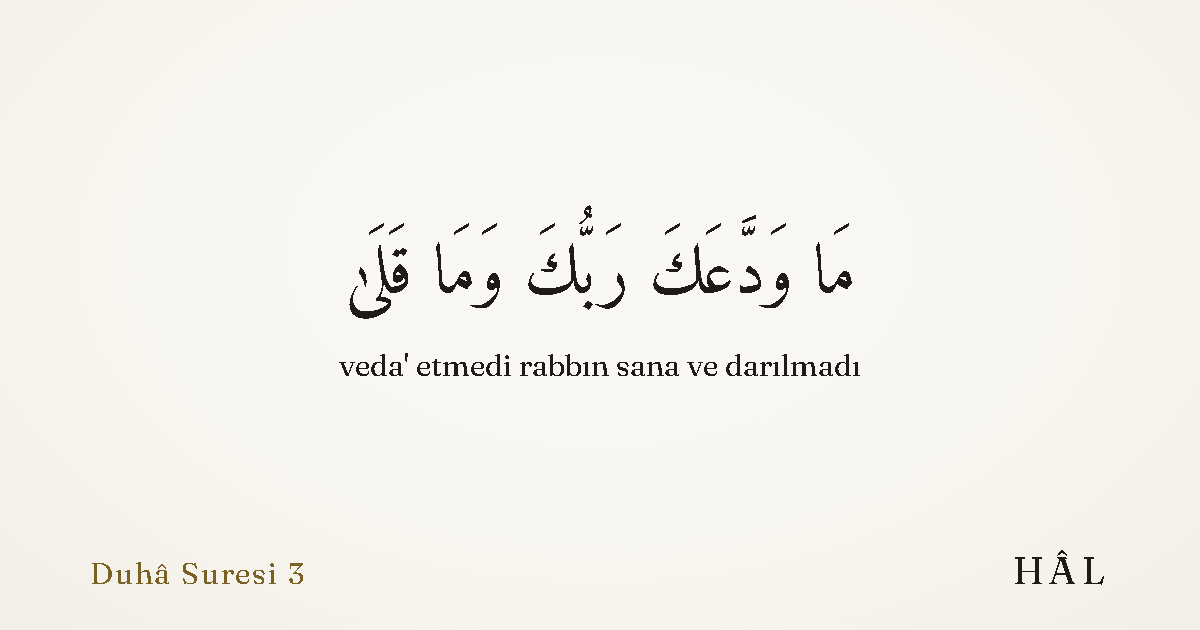 مَا وَدَّعَكَ رَبُّكَ وَمَا قَلَىٰ
veda' etmedi rabbın sana ve darılmadı
Duhâ Suresi 3
HÂL